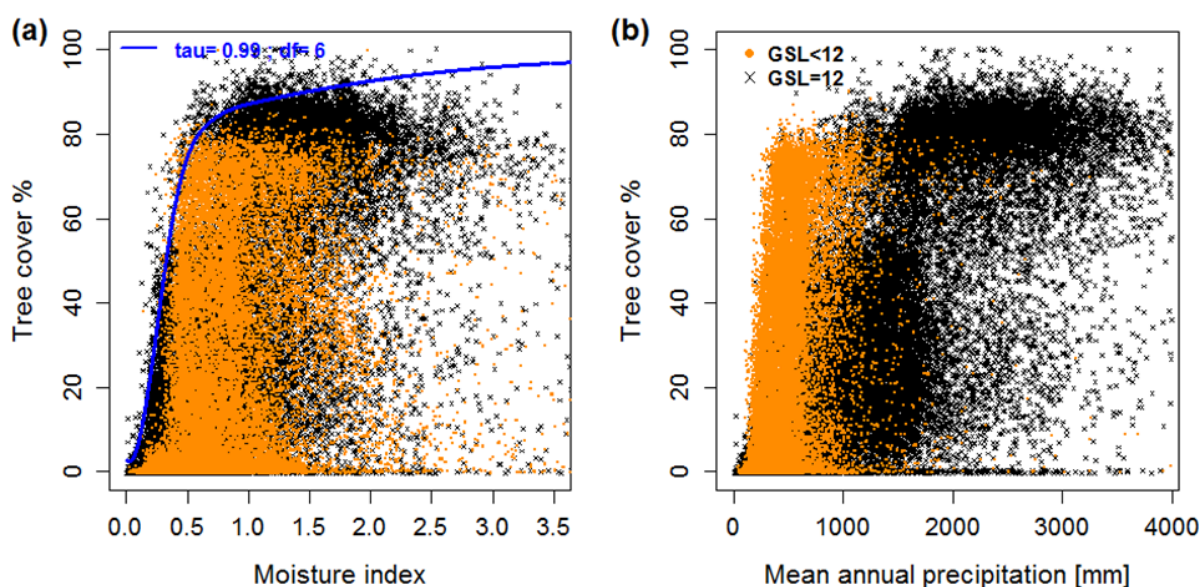 (a)
tau= 0.99 , df= 6
Tree cover %
0 20 40 60 80 100
0.0 0.5 1.0 1.5 2.0 2.5 3.0 3.5
Moisture index
(b)
GSL<12
GSL=12
Tree cover %
0 20 40 60 80 100
0 1000 2000 3000 4000
Mean annual precipitation [mm]